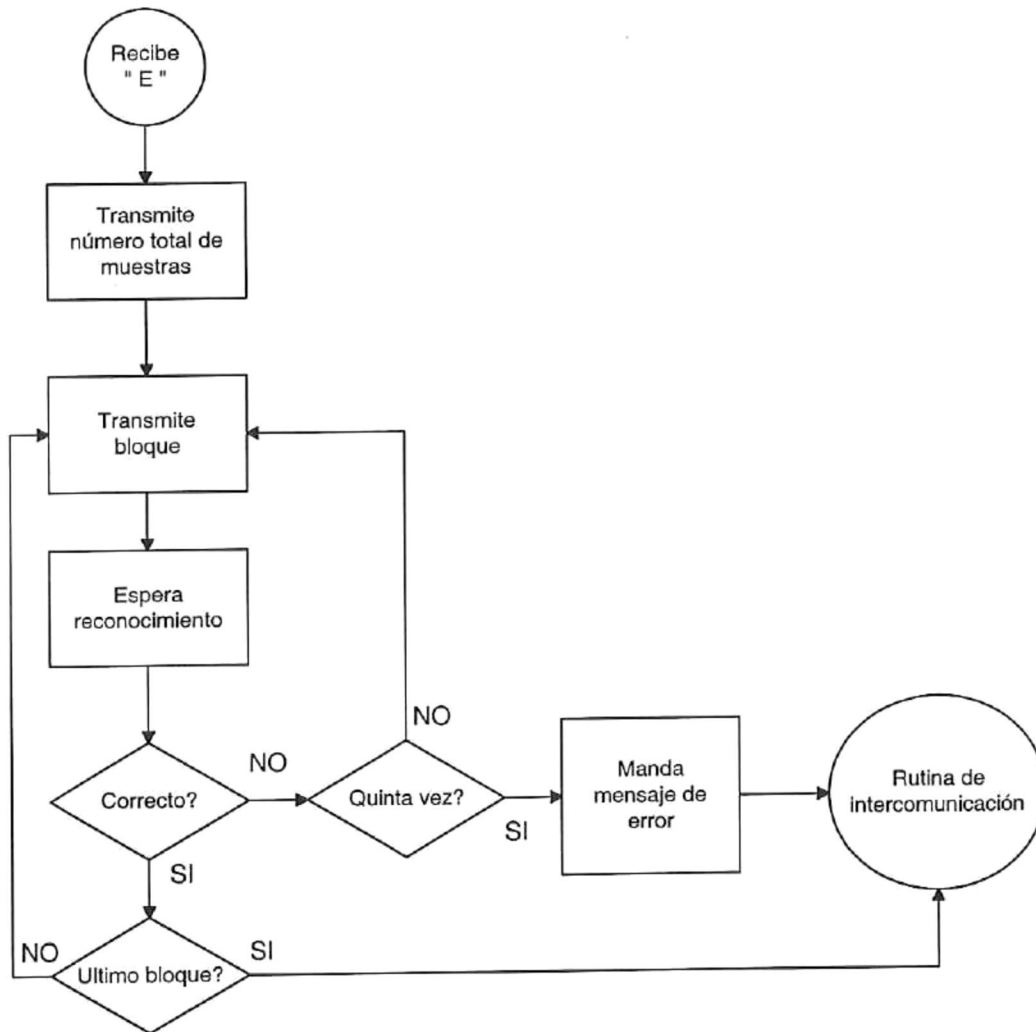 Recibe
" E "
Transmite
número total de
muestras
Transmite
bloque
Espera
reconocimiento
Correcto?
NO
SI
Quinta vez?
NO
SI
Manda
mensaje de
error
Rutina de
intercomunicación
Ultimo bloque?
NO
SI